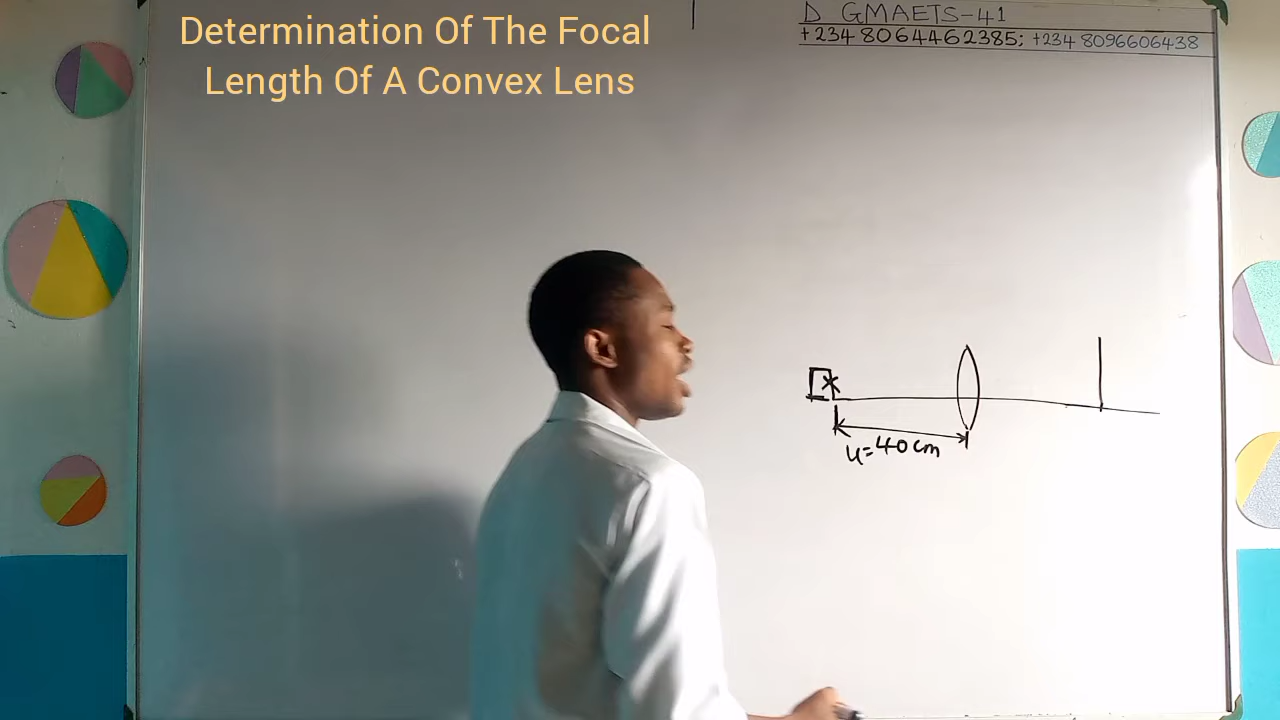 Determination Of The Focal
Length Of A Convex Lens
D GMAETS-41
+234 8064462385; +234 8096606438
u=40cm